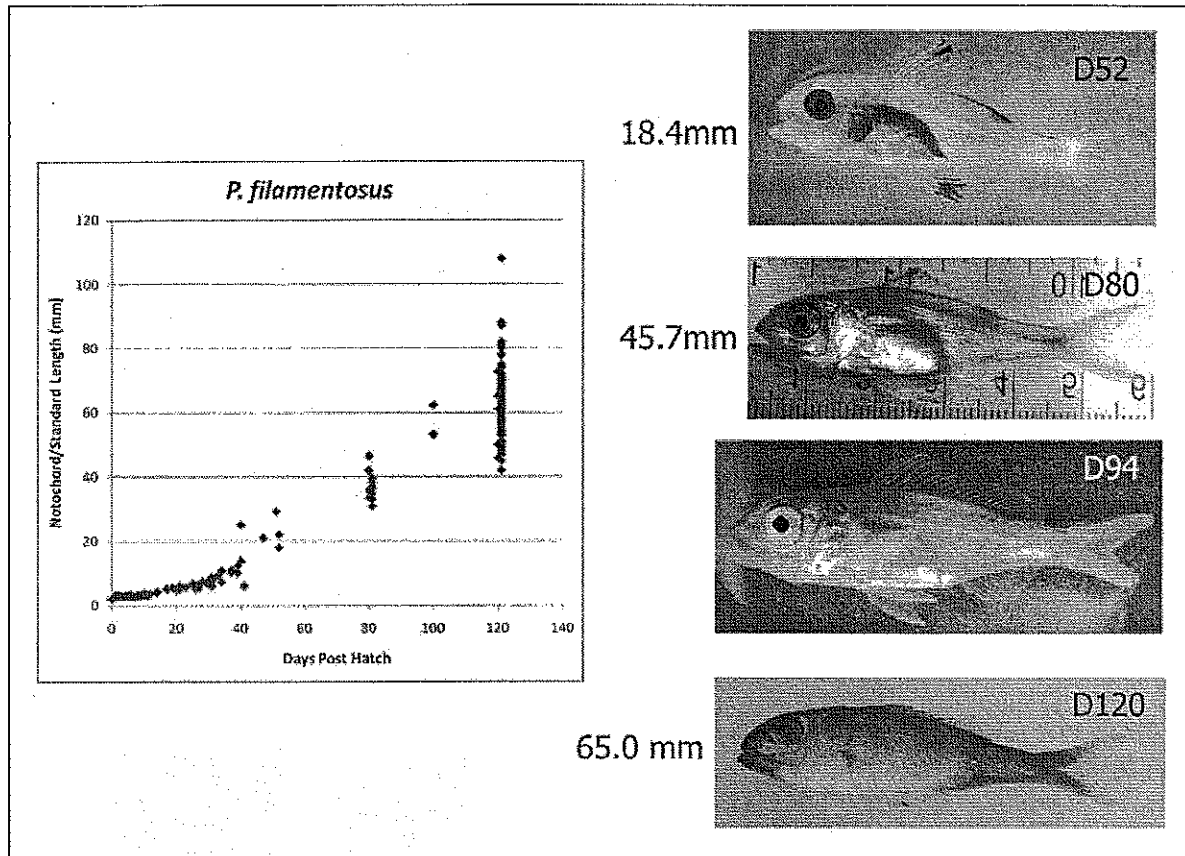 P. filamentosus
Notochord/Standard Length (mm)
120
100
80
60
40
20
0
0 20 40 60 80 100 120 140
Days Post Hatch
18.4mm
D52
45.7mm
D80
D94
65.0 mm
D120